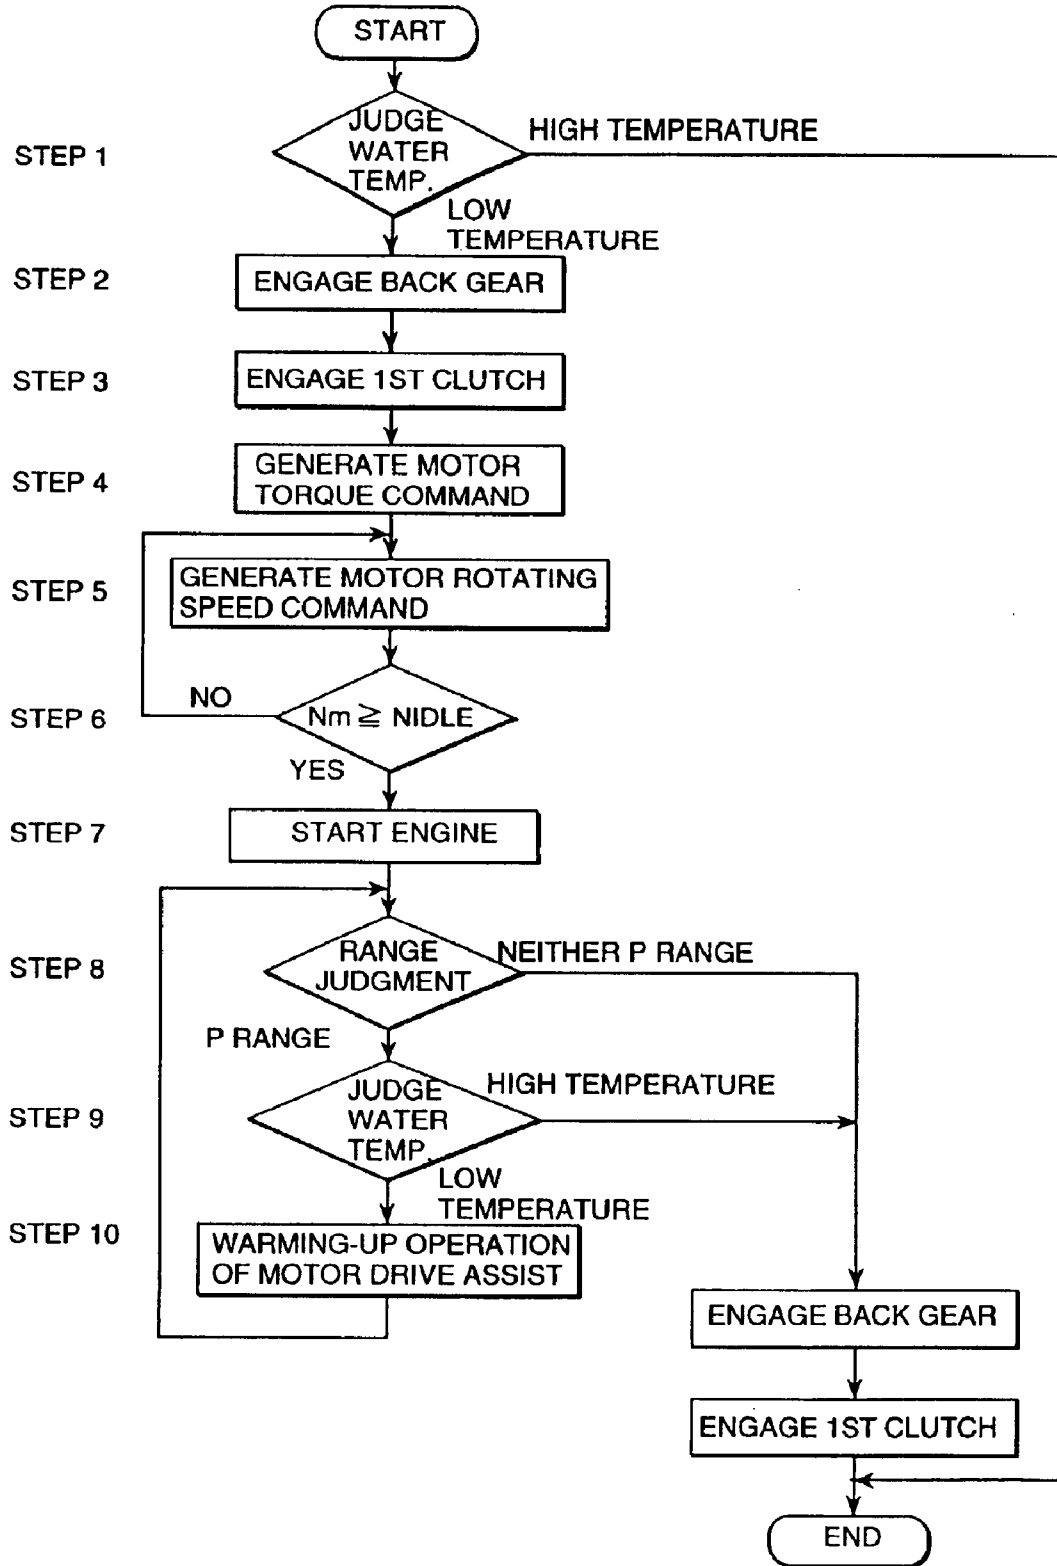 START
STEP 1
JUDGE
WATER
TEMP.
HIGH TEMPERATURE
LOW
TEMPERATURE
STEP 2
ENGAGE BACK GEAR
STEP 3
ENGAGE 1ST CLUTCH
STEP 4
GENERATE MOTOR
TORQUE COMMAND
STEP 5
GENERATE MOTOR ROTATING
SPEED COMMAND
STEP 6
NO
Nm ≧ NIDLE
YES
STEP 7
START ENGINE
STEP 8
RANGE
JUDGMENT
NEITHER P RANGE
P RANGE
STEP 9
JUDGE
WATER
TEMP.
HIGH TEMPERATURE
LOW
TEMPERATURE
STEP 10
WARMING-UP OPERATION
OF MOTOR DRIVE ASSIST
ENGAGE BACK GEAR
ENGAGE 1ST CLUTCH
END